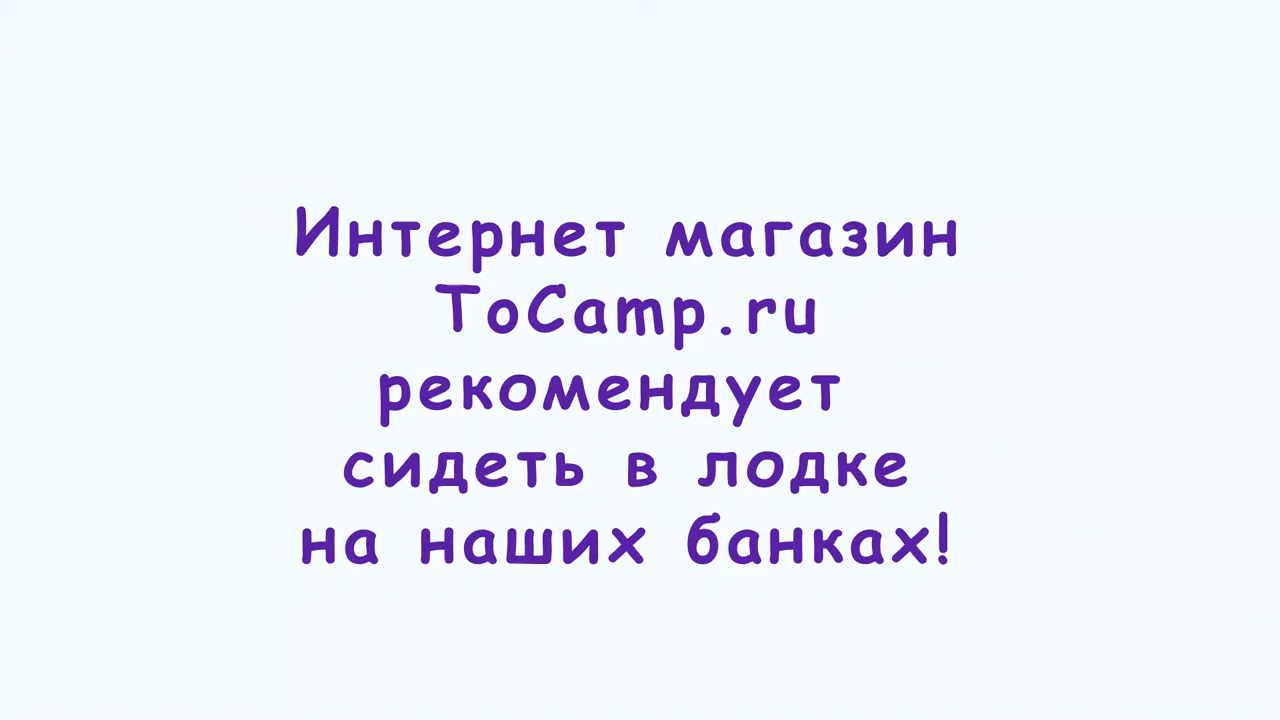 Интернет магазин
ToCamp.ru
рекомендует
сидеть в лодке
на наших банках!